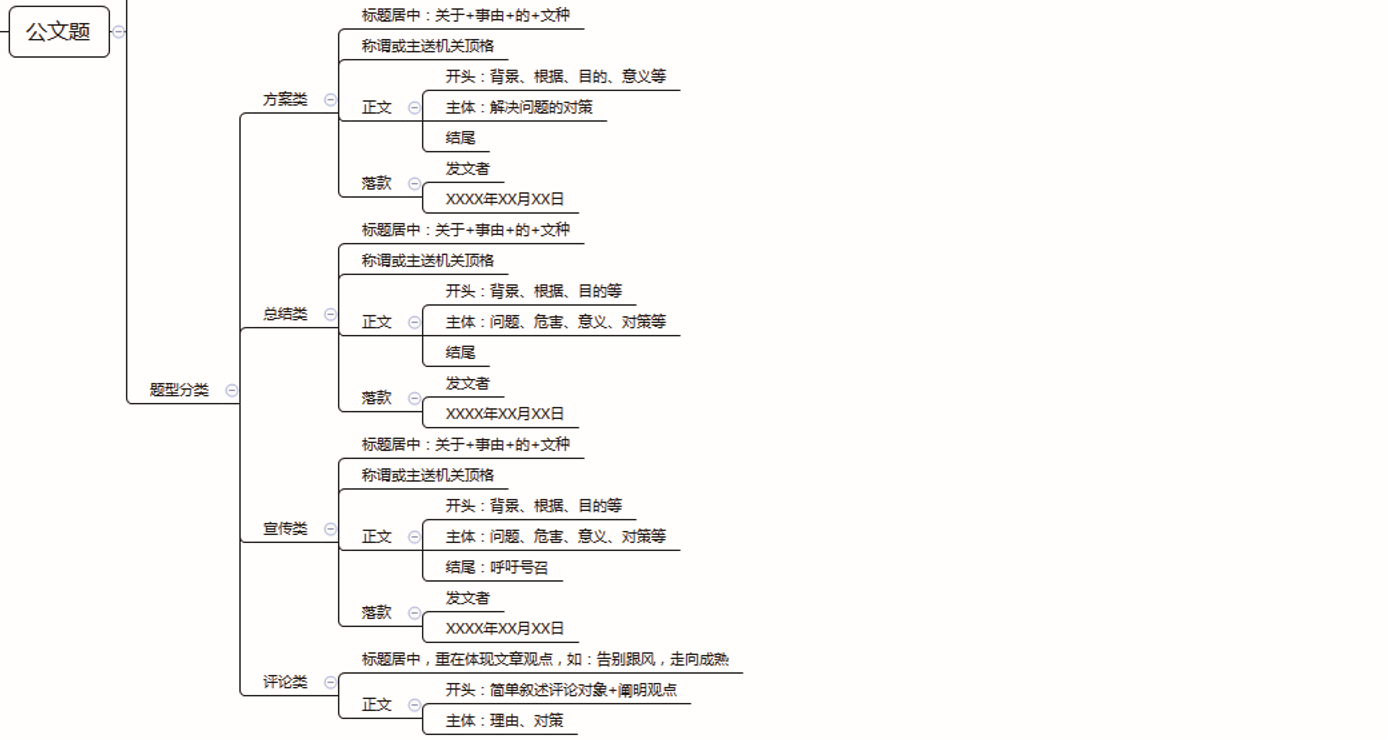 公文题
题型分类
方案类
标题居中：关于+事由+的+文种
称谓或主送机关顶格
正文
开头：背景、根据、目的、意义等
主体：解决问题的对策
结尾
落款
发文者
XXXX年XX月XX日
总结类
标题居中：关于+事由+的+文种
称谓或主送机关顶格
正文
开头：背景、根据、目的等
主体：问题、危害、意义、对策等
结尾
落款
发文者
XXXX年XX月XX日
宣传类
标题居中：关于+事由+的+文种
称谓或主送机关顶格
正文
开头：背景、根据、目的等
主体：问题、危害、意义、对策等
结尾：呼吁号召
落款
发文者
XXXX年XX月XX日
评论类
标题居中，重在体现文章观点，如：告别跟风，走向成熟
正文
开头：简单叙述评论对象+阐明观点
主体：理由、对策